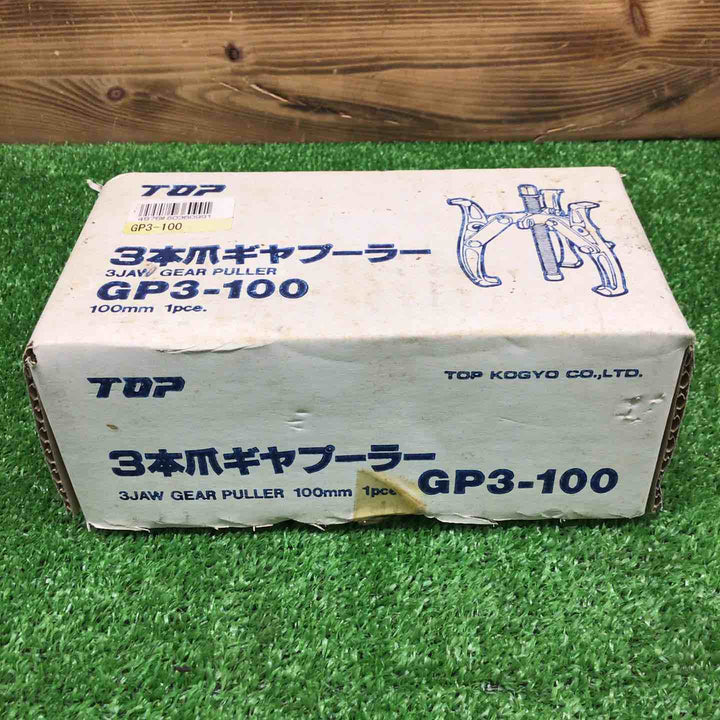 TOP
GP3-100
3本爪ギヤプーラー
3JAW GEAR PULLER
GP3-100
100mm 1pce.
TOP
TOP KOGYO CO.,LTD.
3本爪ギヤプーラー
3JAW GEAR PULLER 100mm 1pce
GP3-100